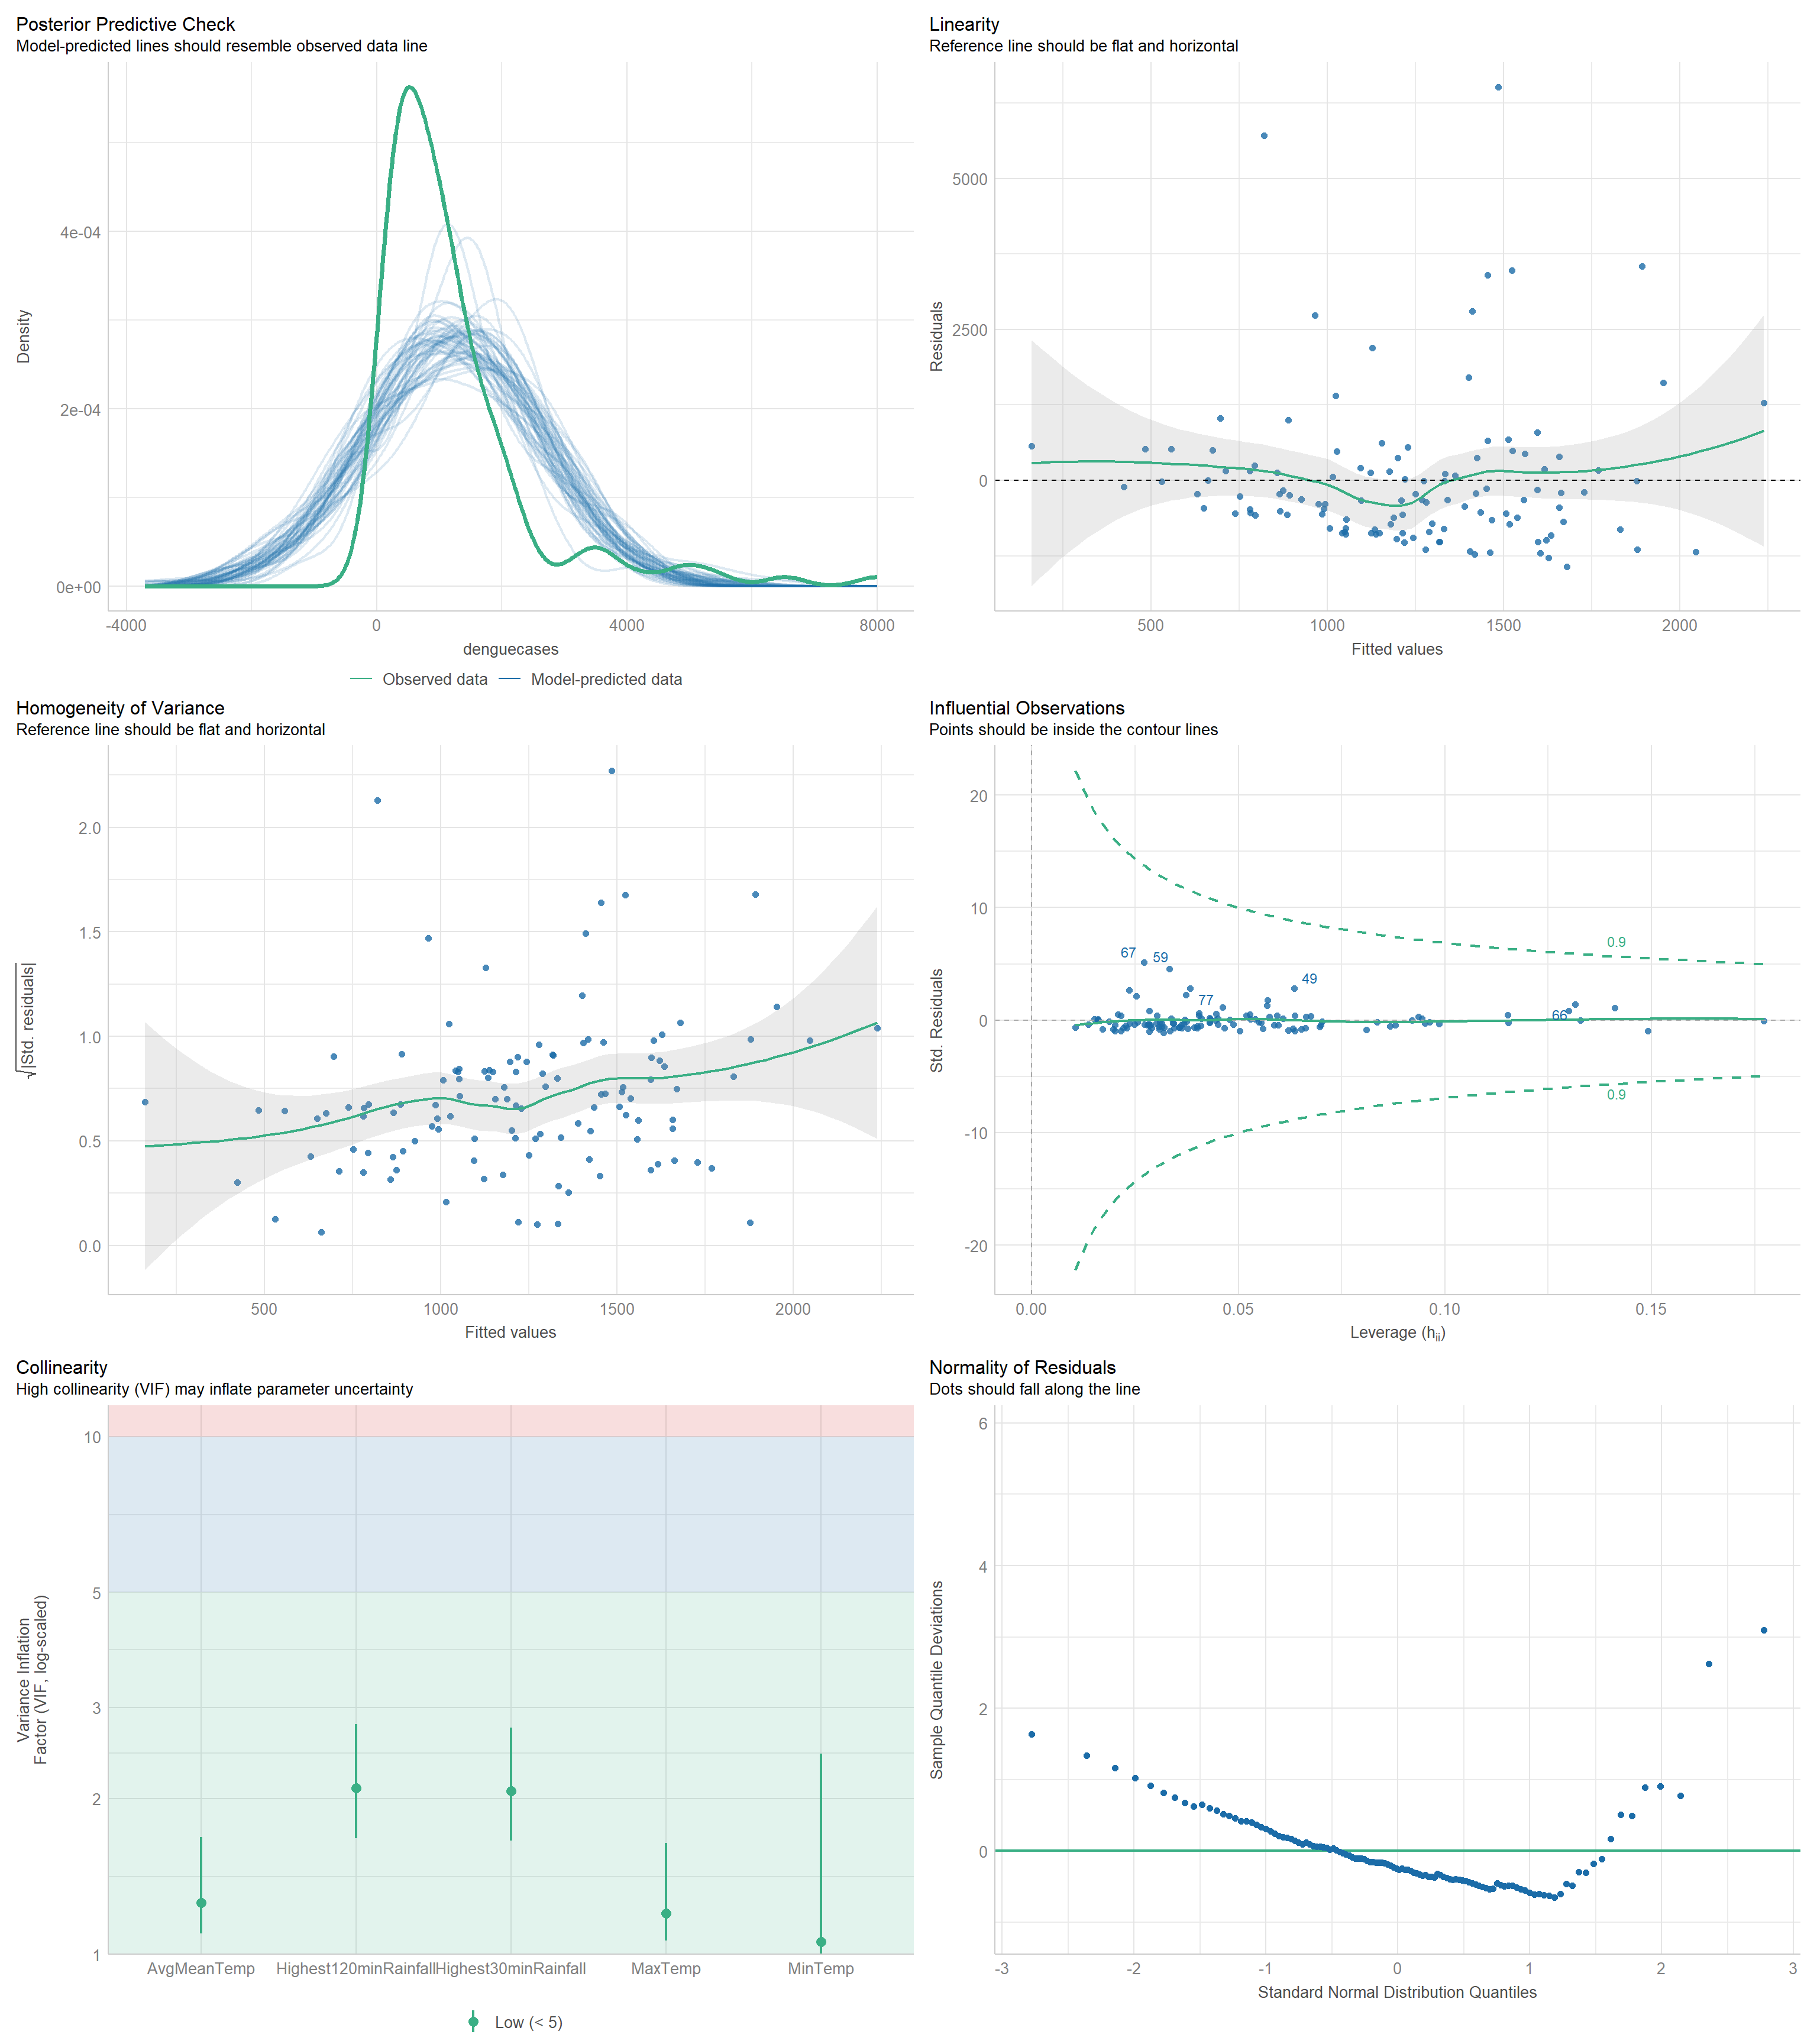 Posterior Predictive Check
Model-predicted lines should resemble observed data line
Density
4e-04
2e-04
0e+00
-4000
0
4000
8000
denguecases
Observed data
Model-predicted data
Linearity
Reference line should be flat and horizontal
Residuals
5000
2500
0
500
1000
1500
2000
Fitted values
Homogeneity of Variance
Reference line should be flat and horizontal
√|Std. residuals|
2.0
1.5
1.0
0.5
0.0
500
1000
1500
2000
Fitted values
Influential Observations
Points should be inside the contour lines
Std. Residuals
20
10
0
-10
-20
67
59
49
77
66
0.9
0.9
0.00
0.05
0.10
0.15
Leverage (hii)
Collinearity
High collinearity (VIF) may inflate parameter uncertainty
Variance Inflation
Factor (VIF, log-scaled)
10
5
3
2
1
AvgMeanTemp
Highest120minRainfall
Highest30minRainfall
MaxTemp
MinTemp
Low (< 5)
Normality of Residuals
Dots should fall along the line
Sample Quantile Deviations
6
4
2
0
-3
-2
-1
0
1
2
3
Standard Normal Distribution Quantiles